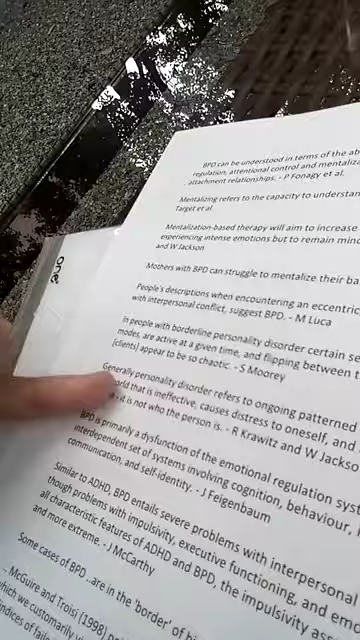 BPD can be understood in terms of the ab
regulation, attentional control and mentaliz
attachment relationships. - P Fonagy et al.
Mentalizing refers to the capacity to understan
Target et al
Mentalization-based therapy will aim to increase
experiencing intense emotions but to remain mind
and W Jackson
Mothers with BPD can struggle to mentalize their ba
People's descriptions when encountering an eccentric,
with interpersonal conflict, suggest BPD. - M Luca
In people with borderline personality disorder certain se
modes, are active at a given time, and flipping between t
(clients) appear to be so chaotic. - S Moorey
Generally personality disorder refers to ongoing patterned
world that is ineffective, causes distress to oneself, and
- it is not who the person is. - R Krawitz and W Jackso
BPD is primarily a dysfunction of the emotional regulation syst
interdependent set of systems involving cognition, behaviour,
communication, and self-identity. - J Feigenbaum
Similar to ADHD, BPD entails severe problems with interpersonal
though problems with impulsivity, executive functioning, and em
all characteristic features of ADHD and BPD, the impulsivity ass
and more extreme. - J McCarthy
Some cases of BPD ..are in the 'border' of
- McGuire and Troisi (1998)
which we customarily
indices of
one